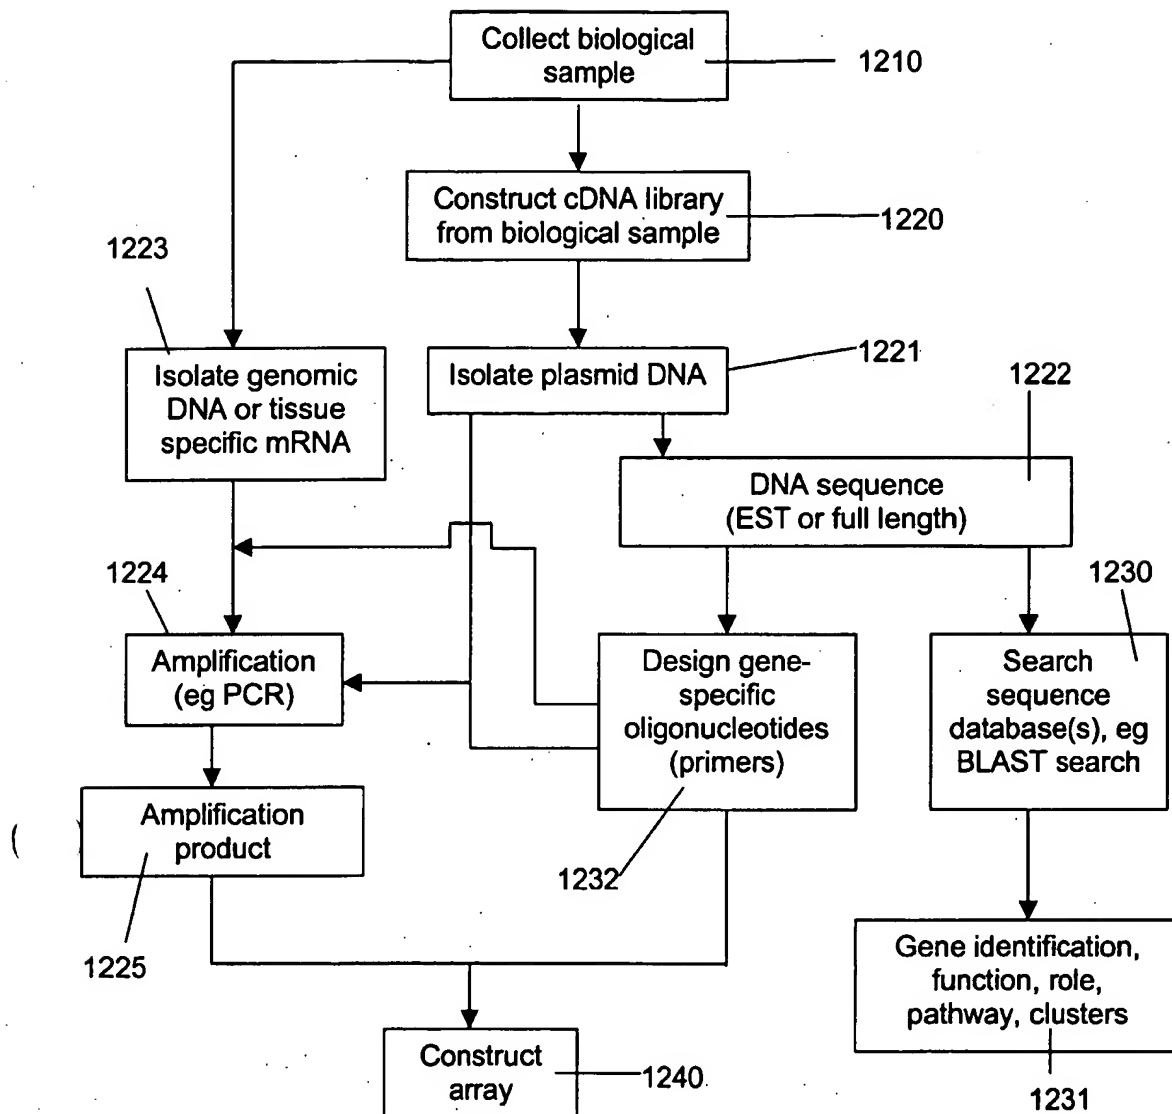 Collect biological
sample
1210
Construct cDNA library
from biological sample
1220
1223
1221
Isolate genomic
DNA or tissue
specific mRNA
Isolate plasmid DNA
1222
DNA sequence
(EST or full length)
1224
1230
Amplification
(eg PCR)
Design gene-
specific
oligonucleotides
(primers)
Search
sequence
database(s), eg
BLAST search
Amplification
product
1232
1225
Gene identification,
function, role,
pathway, clusters
Construct
array
1240
1231